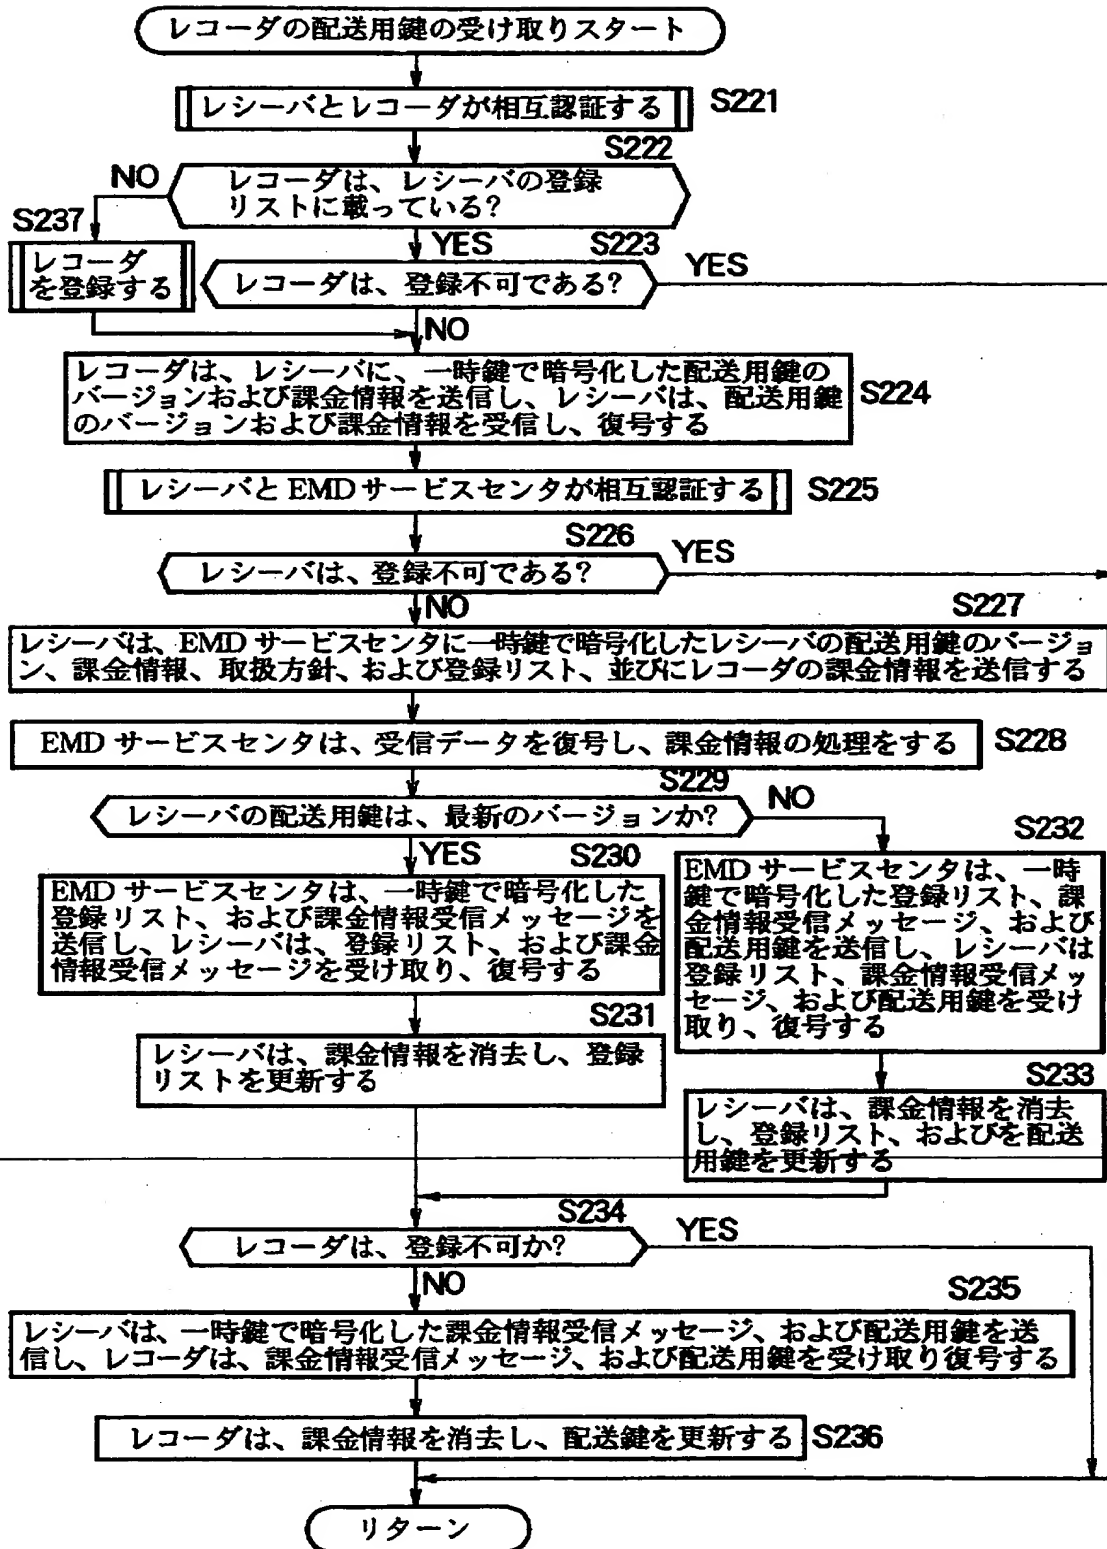 レコーダの配送用鍵の受け取りスタート
レシーバとレコーダが相互認証する
S221
S222
レコーダは、レシーバの登録
リストに載っている?
NO
YES
S237
レコーダ
を登録する
S223
レコーダは、登録不可である?
YES
NO
レコーダは、レシーバに、一時鍵で暗号化した配送用鍵の
バージョンおよび課金情報を送信し、レシーバは、配送用鍵
のバージョンおよび課金情報を受信し、復号する
S224
レシーバと EMD サービスセンタが相互認証する
S225
S226
レシーバは、登録不可である?
YES
NO
S227
レシーバは、EMD サービスセンタに一時鍵で暗号化したレシーバの配送用鍵のバージョ
ン、課金情報、取扱方針、および登録リスト、並びにレコーダの課金情報を送信する
EMD サービスセンタは、受信データを復号し、課金情報の処理をする
S228
S229
レシーバの配送用鍵は、最新のバージョンか?
NO
YES
S230
EMD サービスセンタは、一時鍵で暗号化した
登録リスト、および課金情報受信メッセージを
送信し、レシーバは、登録リスト、および課金
情報受信メッセージを受け取り、復号する
S231
レシーバは、課金情報を消去し、登録
リストを更新する
S232
EMD サービスセンタは、一時
鍵で暗号化した登録リスト、課
金情報受信メッセージ、および
配送用鍵を送信し、レシーバは
登録リスト、課金情報受信メッ
セージ、および配送用鍵を受け
取り、復号する
S233
レシーバは、課金情報を消去
し、登録リスト、およびを配送
用鍵を更新する
S234
レコーダは、登録不可か?
YES
NO
S235
レシーバは、一時鍵で暗号化した課金情報受信メッセージ、および配送用鍵を送
信し、レコーダは、課金情報受信メッセージ、および配送用鍵を受け取り復号する
レコーダは、課金情報を消去し、配送鍵を更新する
S236
リターン